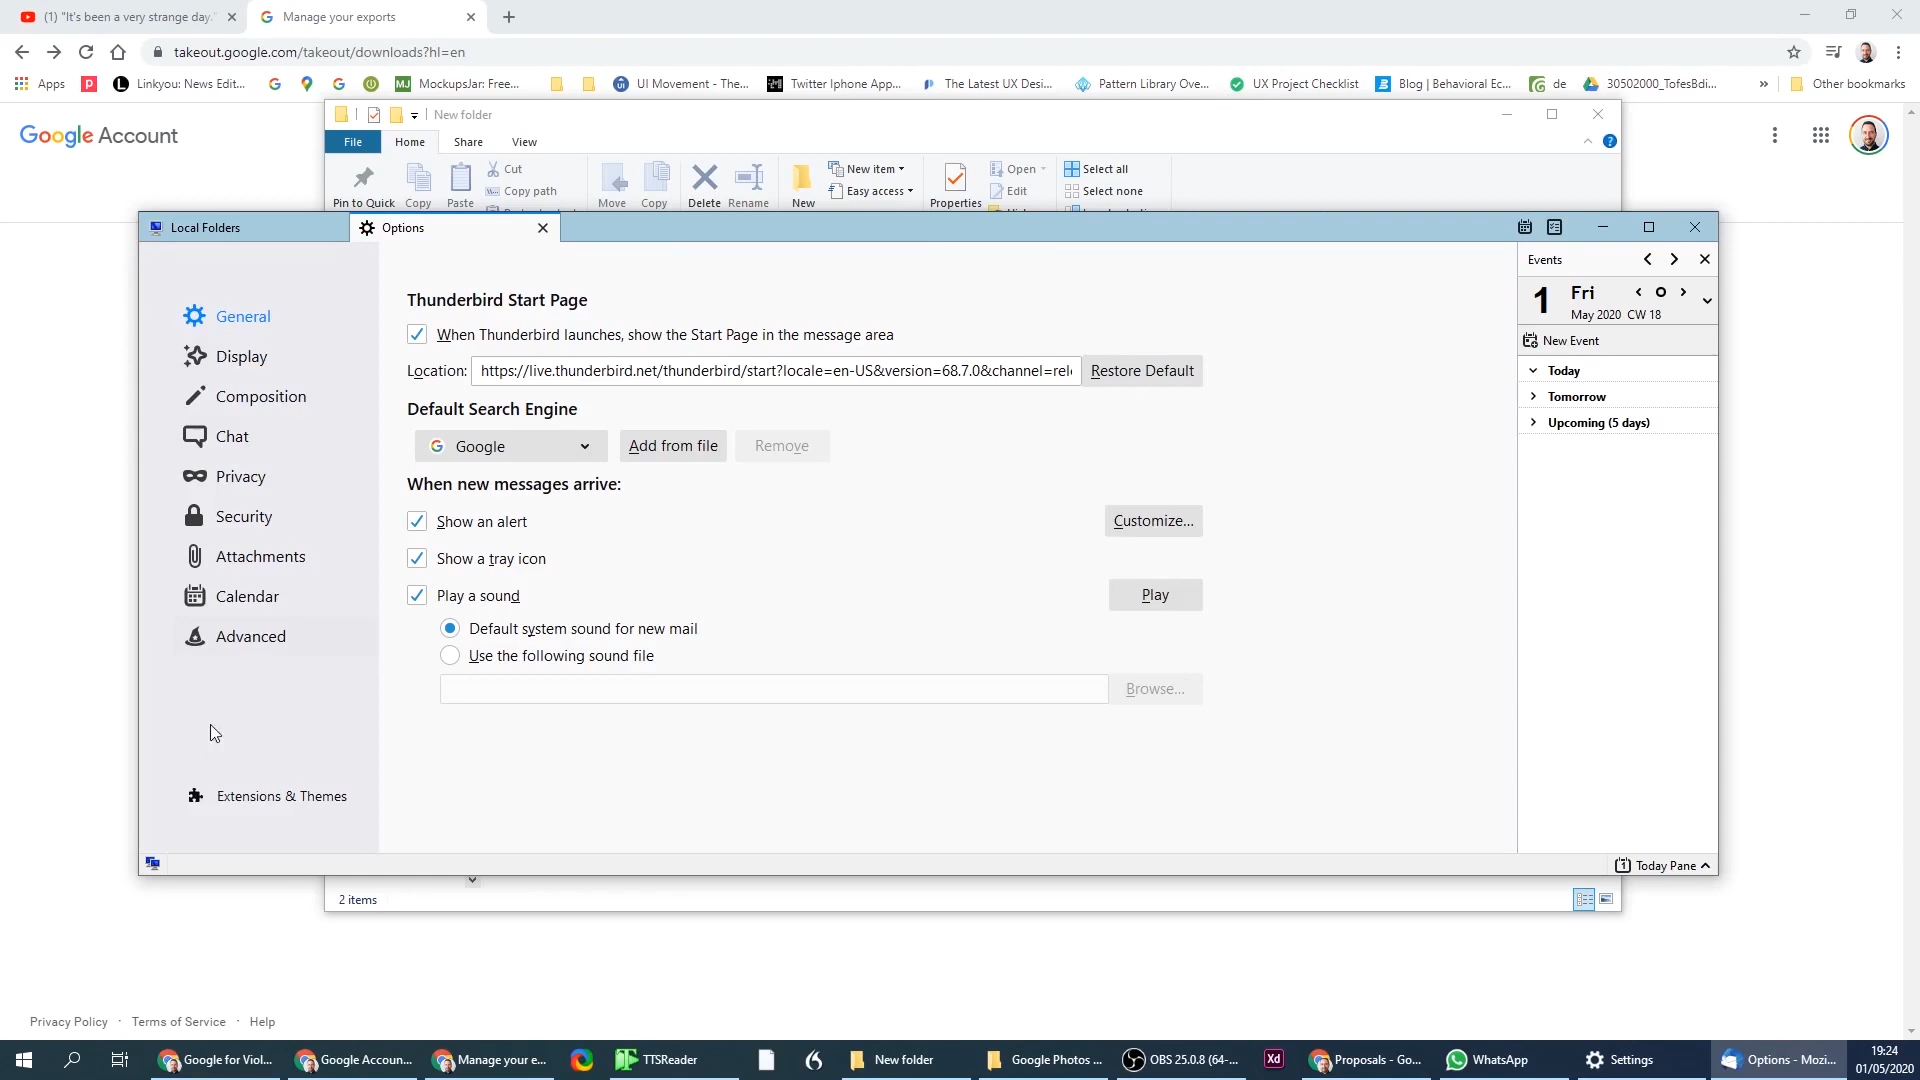 (1) "It's been a very strange day."
Manage your exports
takeout.google.com/takeout/downloads?hl=en
Apps
Linkyou: News Edit...
MJ
MockupsJar: Free...
UI Movement - The...
Twitter Iphone App...
The Latest UX Desi...
Pattern Library Ove...
UX Project Checklist
Blog | Behavioral Ec...
de
30502000_TofesBdi...
»
Other bookmarks
Google Account
New folder
File
Home
Share
View
Pin to Quick
Copy
Paste
Cut
Copy path
Move
Copy
Delete
Rename
New
New item
Easy access
Properties
Open
Edit
Select all
Select none
Local Folders
Options
General
Display
Composition
Chat
Privacy
Security
Attachments
Calendar
Advanced
Extensions & Themes
Thunderbird Start Page
When Thunderbird launches, show the Start Page in the message area
Location:
https://live.thunderbird.net/thunderbird/start?locale=en-US&version=68.7.0&channel=rel
Restore Default
Default Search Engine
Google
Add from file
Remove
When new messages arrive:
Show an alert
Customize...
Show a tray icon
Play a sound
Play
Default system sound for new mail
Use the following sound file
Browse...
Events
1
Fri
May 2020 CW 18
New Event
Today
Tomorrow
Upcoming (5 days)
Today Pane
2 items
Privacy Policy · Terms of Service · Help
Google for Viol...
Google Accoun...
Manage your e...
TTSReader
New folder
Google Photos ...
OBS 25.0.8 (64-...
Xd
Proposals - Go...
WhatsApp
Settings
Options - Mozi...
19:24
01/05/2020